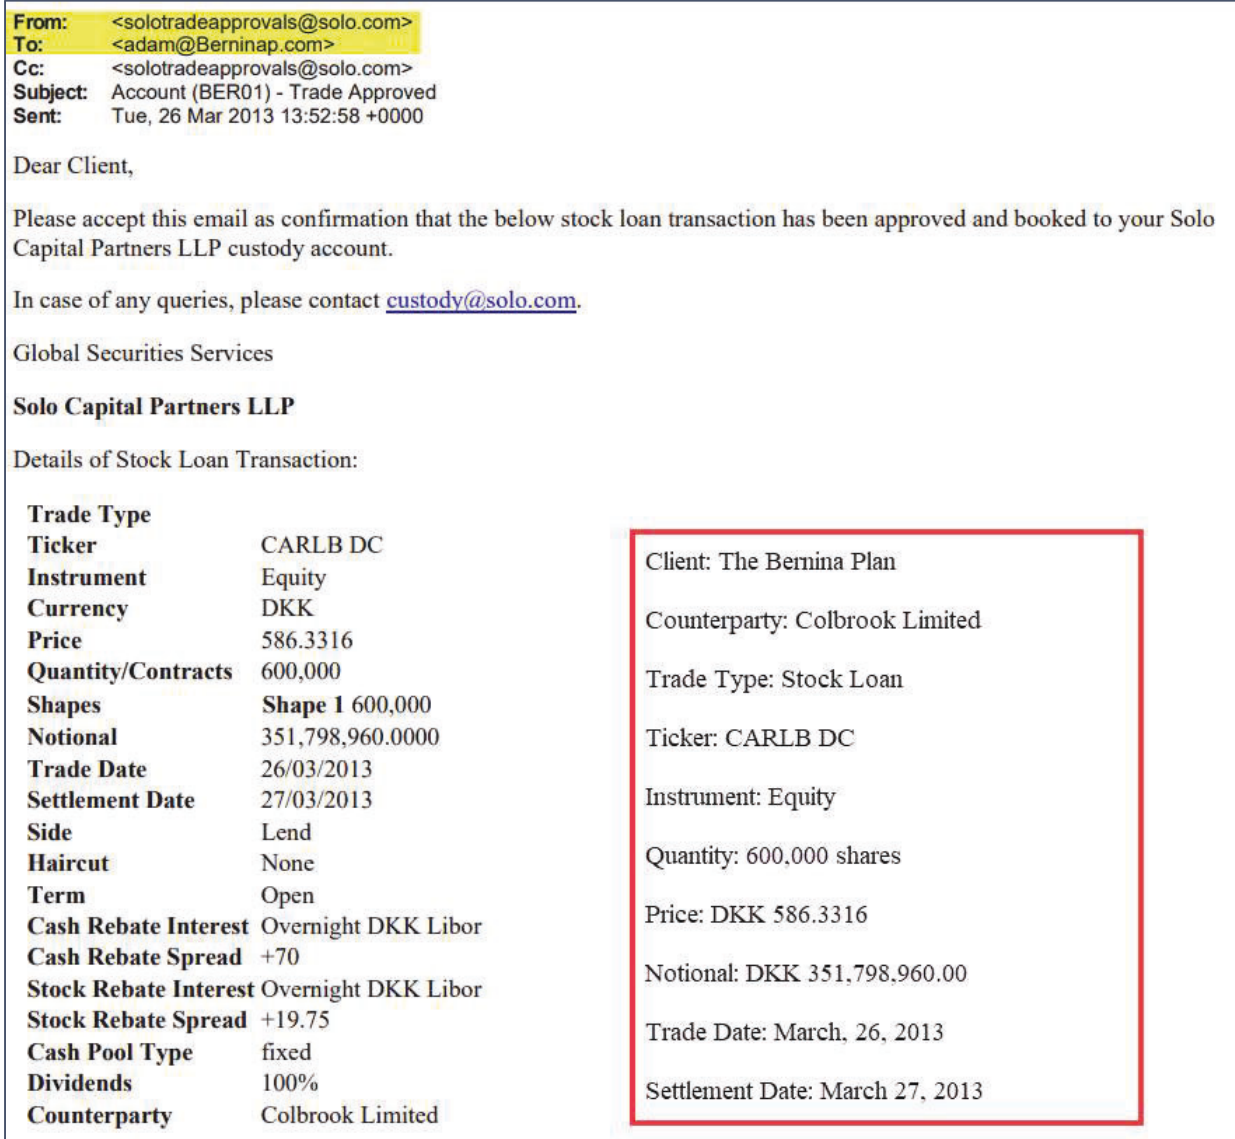 From: <solotradeapprovals@solo.com>
To: <adam@Berninap.com>
Cc: <solotradeapprovals@solo.com>
Subject: Account (BER01) - Trade Approved
Sent: Tue, 26 Mar 2013 13:52:58 +0000
Dear Client,
Please accept this email as confirmation that the below stock loan transaction has been approved and booked to your Solo
Capital Partners LLP custody account.
In case of any queries, please contact custody@solo.com.
Global Securities Services
Solo Capital Partners LLP
Details of Stock Loan Transaction:
Trade Type
Ticker CARLB DC
Instrument Equity
Currency DKK
Price 586.3316
Quantity/Contracts 600,000
Shapes Shape 1 600,000
Notional 351,798,960.0000
Trade Date 26/03/2013
Settlement Date 27/03/2013
Side Lend
Haircut None
Term Open
Cash Rebate Interest Overnight DKK Libor
Cash Rebate Spread +70
Stock Rebate Interest Overnight DKK Libor
Stock Rebate Spread +19.75
Cash Pool Type fixed
Dividends 100%
Counterparty Colbrook Limited
Client: The Bernina Plan
Counterparty: Colbrook Limited
Trade Type: Stock Loan
Ticker: CARLB DC
Instrument: Equity
Quantity: 600,000 shares
Price: DKK 586.3316
Notional: DKK 351,798,960.00
Trade Date: March, 26, 2013
Settlement Date: March 27, 2013